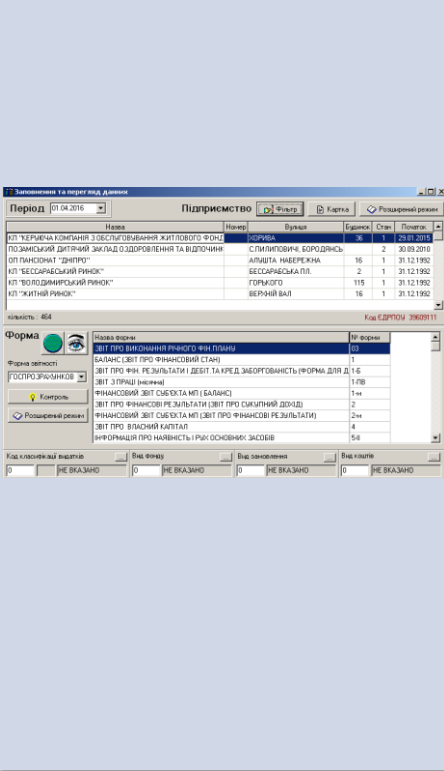 Заповнення та перегляд данних
Період 01.04.2016 Підприємство Фільтр Картка Розширений режим
Назва Номер Вулиця Будинок Стан Початок
КП "КЕРУЮЧА КОМПАНІЯ З ОБСЛУГОВУВАННЯ ЖИТЛОВОГО ФОНД ХОРИВА 36 1 29.01.2015
ПОЗАМІСЬКИЙ ДИТЯЧИЙ ЗАКЛАД ОЗДОРОВЛЕННЯ ТА ВІДПОЧИНК С.ПИЛИПОВИЧІ, БОРОДЯНСЬ 2 30.09.2010
ОП ПАНСІОНАТ "ДНІПРО" АЛУШТА НАБЕРЕЖНА 16 1 31.12.1992
КП "БЕССАРАБСЬКИЙ РИНОК" БЕССАРАБСЬКА ПЛ. 2 1 31.12.1992
КП "ВОЛОДИМИРСЬКИЙ РИНОК" ГОРЬКОГО 115 1 31.12.1992
КП "ЖИТНІЙ РИНОК" ВЕРХНІЙ ВАЛ 16 1 31.12.1992
кількість : 464 Код ЄДРПОУ 39609111
Форма
Назва форми № форми
ЗВІТ ПРО ВИКОНАННЯ РІЧНОГО ФІН.ПЛАНУ 03
БАЛАНС (ЗВІТ ПРО ФІНАНСОВИЙ СТАН) 1
Форма звітності
ЗВІТ ПРО ФІН. РЕЗУЛЬТАТИ І ДЕБІТ.ТА КРЕД.ЗАБОРГОВАНІСТЬ (ФОРМА ДЛЯ Д 1-Б
ГОСПРОЗРАХУНКОВ
ЗВІТ З ПРАЦІ (місячна) 1-ПВ
ФІНАНСОВИЙ ЗВІТ СУБ'ЄКТА МП ( БАЛАНС) 1-м
Контроль
ЗВІТ ПРО ФІНАНСОВІ РЕЗУЛЬТАТИ (ЗВІТ ПРО СУКУПНИЙ ДОХІД) 2
Розширений режим
ФІНАНСОВИЙ ЗВІТ СУБ'ЄКТА МП (ЗВІТ ПРО ФІНАНСОВІ РЕЗУЛЬТАТИ) 2-м
ЗВІТ ПРО ВЛАСНИЙ КАПІТАЛ 4
ІНФОРМАЦІЯ ПРО НАЯВНІСТЬ І РУХ ОСНОВНИХ ЗАСОБІВ 5-ІІ
Код класифікації видатків ... Вид фонду ... Вид замовлення ... Вид коштів ...
0 НЕ ВКАЗАНО 0 НЕ ВКАЗАНО 0 НЕ ВКАЗАНО 0 НЕ ВКАЗАНО